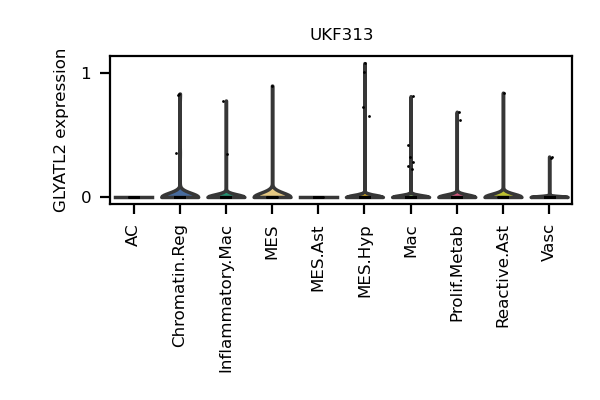 UKF313
GLYATL2 expression
1
0
AC
Chromatin.Reg
Inflammatory.Mac
MES
MES.Ast
MES.Hyp
Mac
Prolif.Metab
Reactive.Ast
Vasc